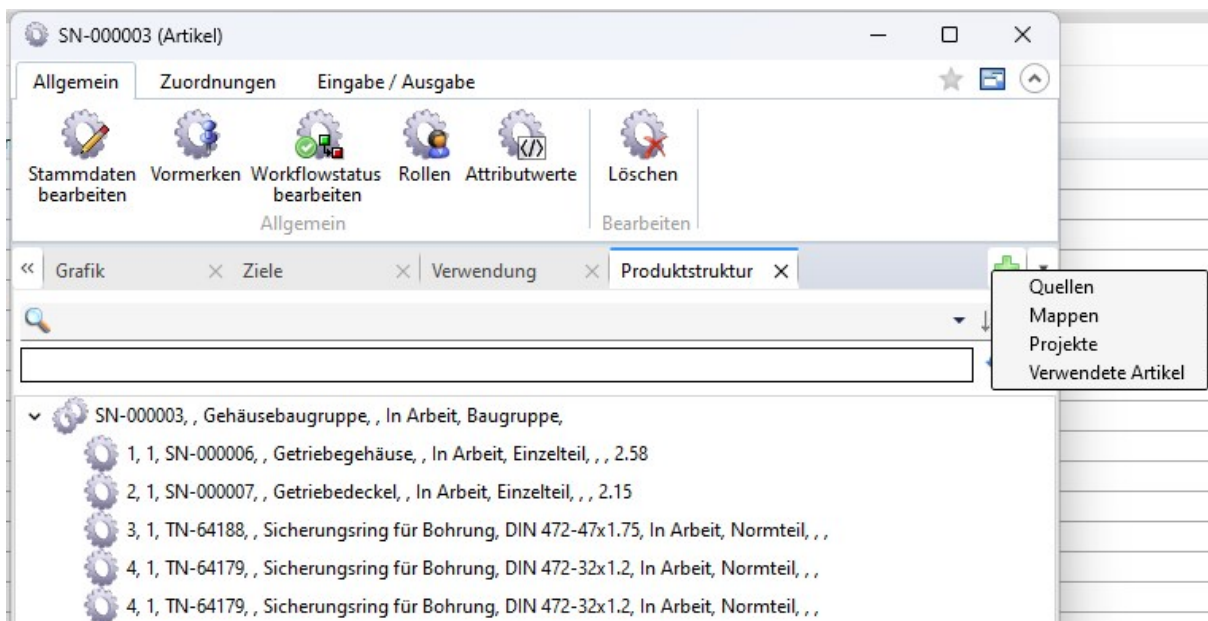 SN-000003 (Artikel)
Allgemein Zuordnungen Eingabe / Ausgabe
Stammdaten bearbeiten Vormerken Workflowstatus bearbeiten Rollen Attributwerte Löschen
Allgemein Bearbeiten
« Grafik Ziele Verwendung Produktstruktur
Quellen
Mappen
Projekte
Verwendete Artikel
SN-000003, , Gehäusebaugruppe, , In Arbeit, Baugruppe,
1, 1, SN-000006, , Getriebegehäuse, , In Arbeit, Einzelteil, , , 2.58
2, 1, SN-000007, , Getriebedeckel, , In Arbeit, Einzelteil, , , 2.15
3, 1, TN-64188, , Sicherungsring für Bohrung, DIN 472-47x1.75, In Arbeit, Normteil, , ,
4, 1, TN-64179, , Sicherungsring für Bohrung, DIN 472-32x1.2, In Arbeit, Normteil, , ,
4, 1, TN-64179, , Sicherungsring für Bohrung, DIN 472-32x1.2, In Arbeit, Normteil, , ,